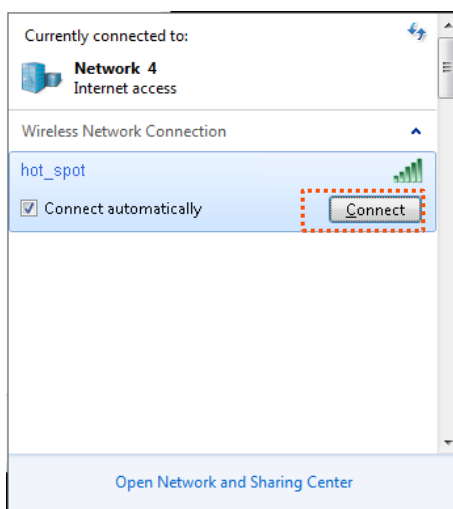 Currently connected to:
Network 4
Internet access
Wireless Network Connection
hot_spot
Connect automatically
Connect
Open Network and Sharing Center